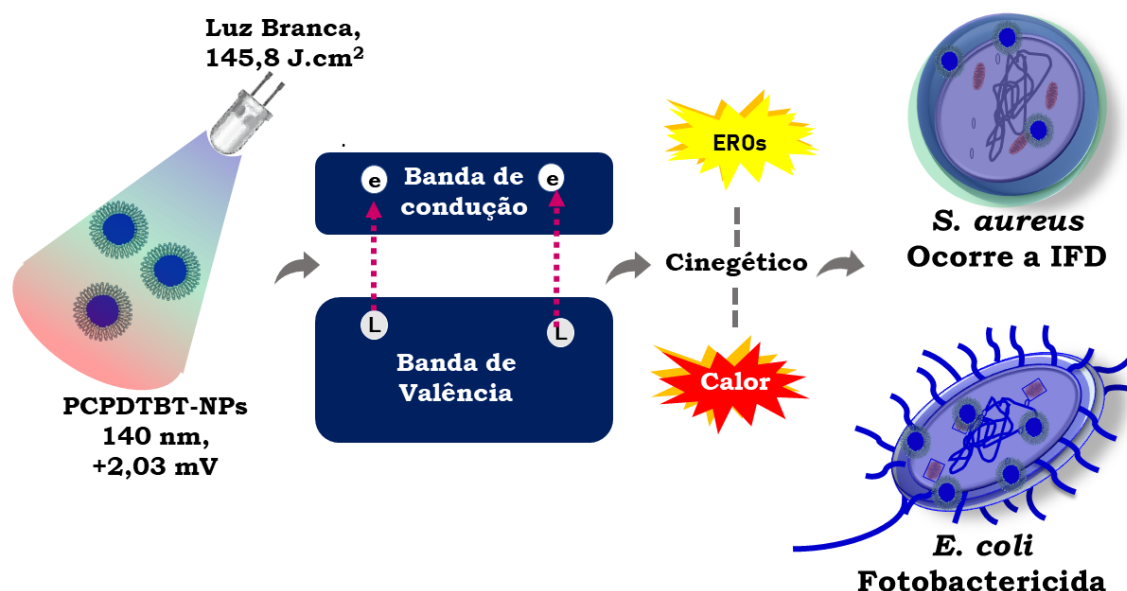 Luz Branca,
145,8 J.cm²
PCPDTBT-NPs
140 nm,
+2,03 mV
e
Banda de
e
condução
L
L
Banda de
Valência
EROs
Cinegético
Calor
S. aureus
Ocorre a IFD
E. coli
Fotobactericida